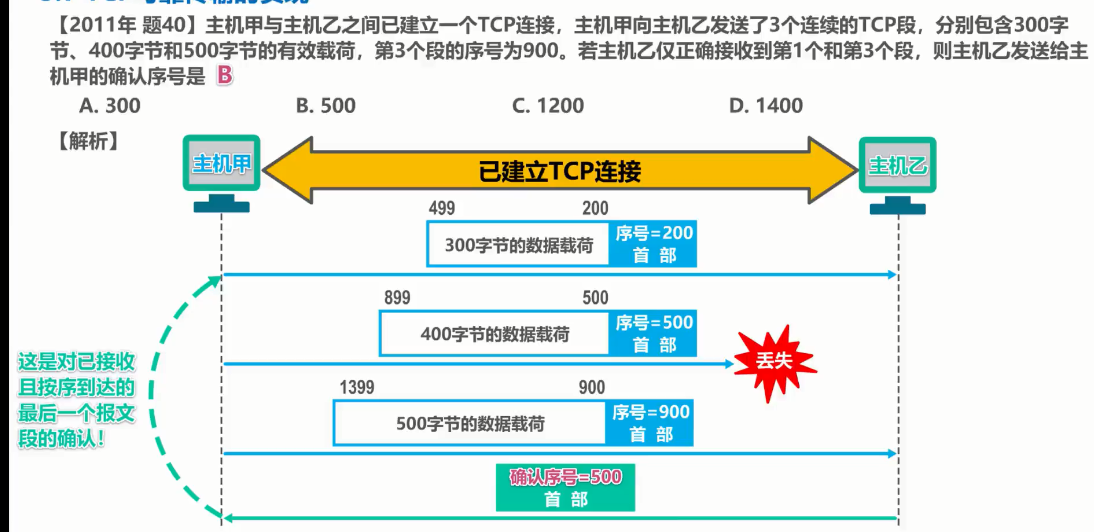 【2011年 题40】主机甲与主机乙之间已建立一个TCP连接，主机甲向主机乙发送了3个连续的TCP段，分别包含300字
节、400字节和500字节的有效载荷，第3个段的序号为900。若主机乙仅正确接收到第1个和第3个段，则主机乙发送给主
机甲的确认序号是 B
A. 300 B. 500 C. 1200 D. 1400
【解析】
主机甲 已建立TCP连接 主机乙
499 200
300字节的数据载荷 序号=200
首 部
899 500
400字节的数据载荷 序号=500
首 部
丢失
这是对已接收
且按序到达的
最后一个报文
段的确认！
1399 900
500字节的数据载荷 序号=900
首 部
确认序号=500
首 部